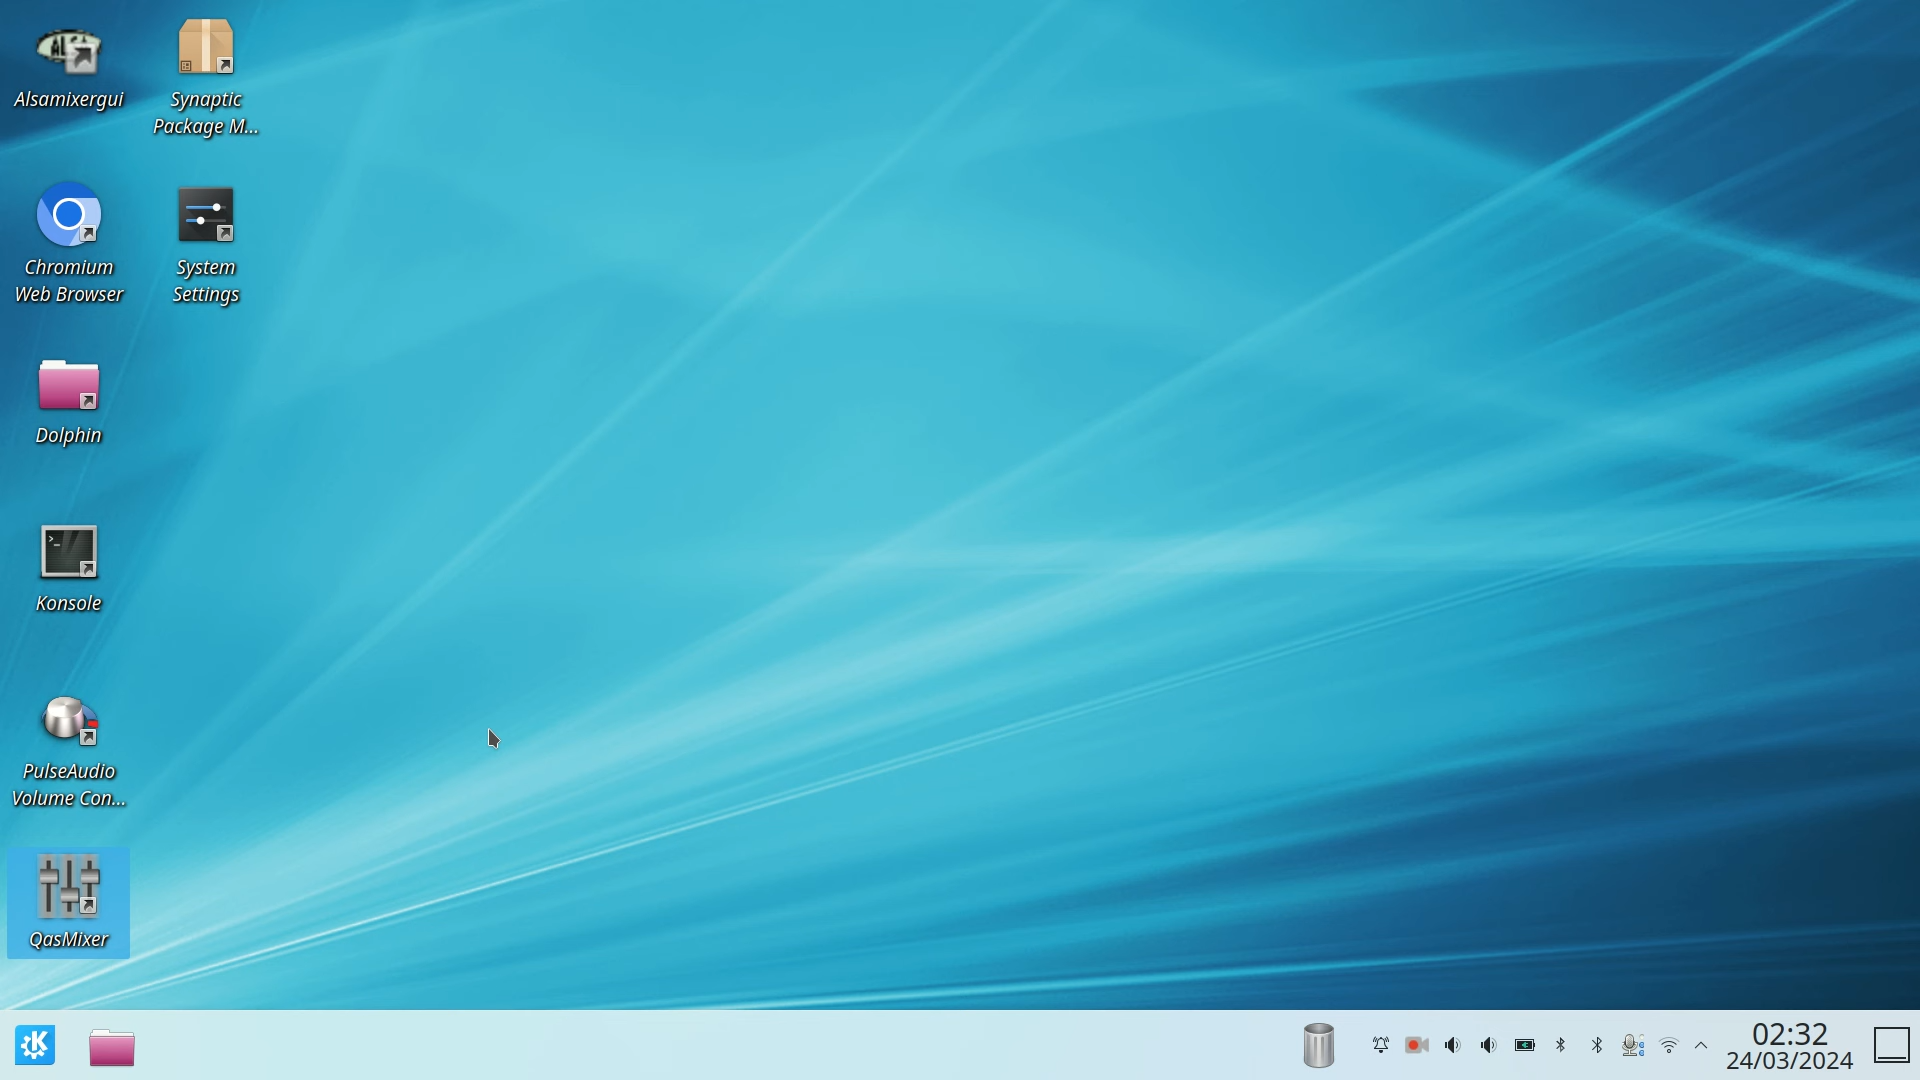 Alsamixergui
Synaptic
Package M...
Chromium
Web Browser
System
Settings
Dolphin
Konsole
PulseAudio
Volume Con...
QasMixer
02:32
24/03/2024